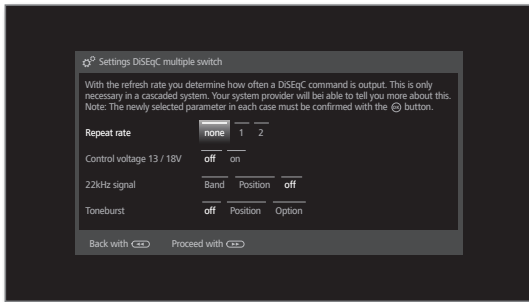 Settings DiSEqC multiple switch
With the refresh rate you determine how often a DiSEqC command is output. This is only
necessary in a cascaded system. Your system provider will bei able to tell you more about this.
Note: The newly selected parameter in each case must be confirmed with the OK button.
Repeat rate none 1 2
Control voltage 13 / 18V off on
22kHz signal Band Position off
Toneburst off Position Option
Back with Proceed with